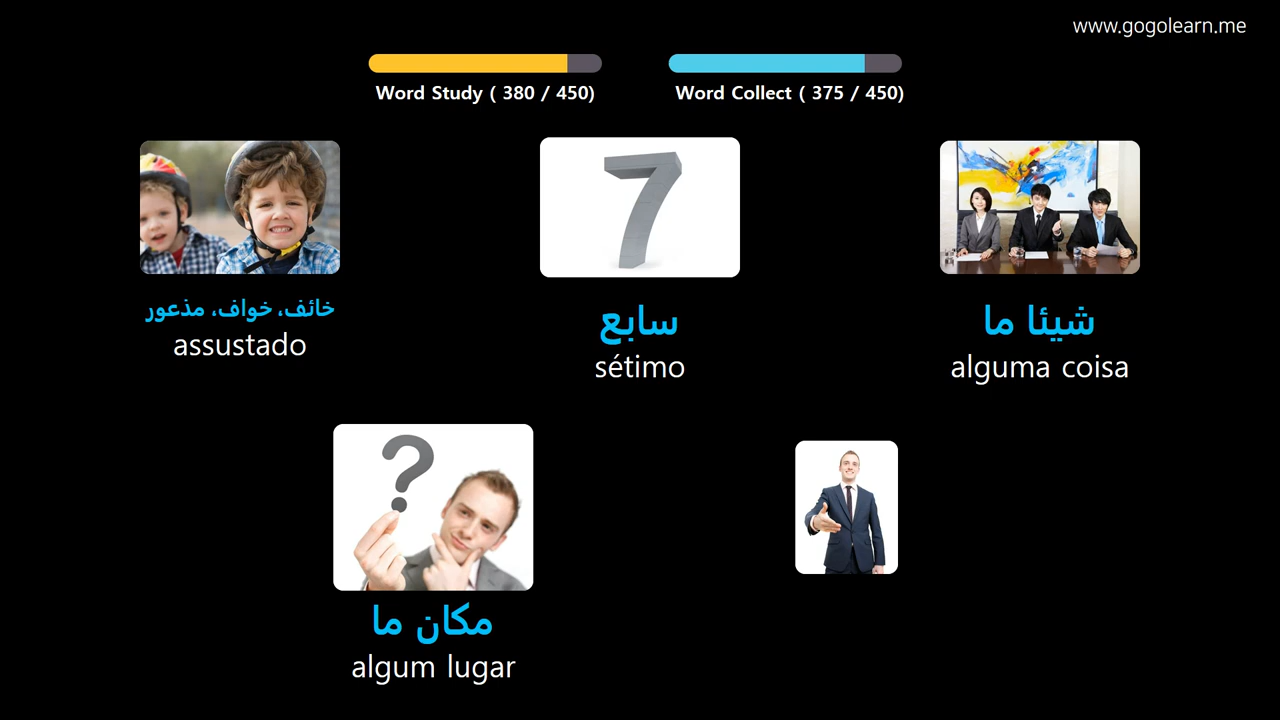 www.gogolearn.me
Word Study ( 380 / 450)
Word Collect ( 375 / 450)
خائف، خواف، مذعور
assustado
7
سابع
sétimo
شيئا ما
alguma coisa
?
مكان ما
algum lugar